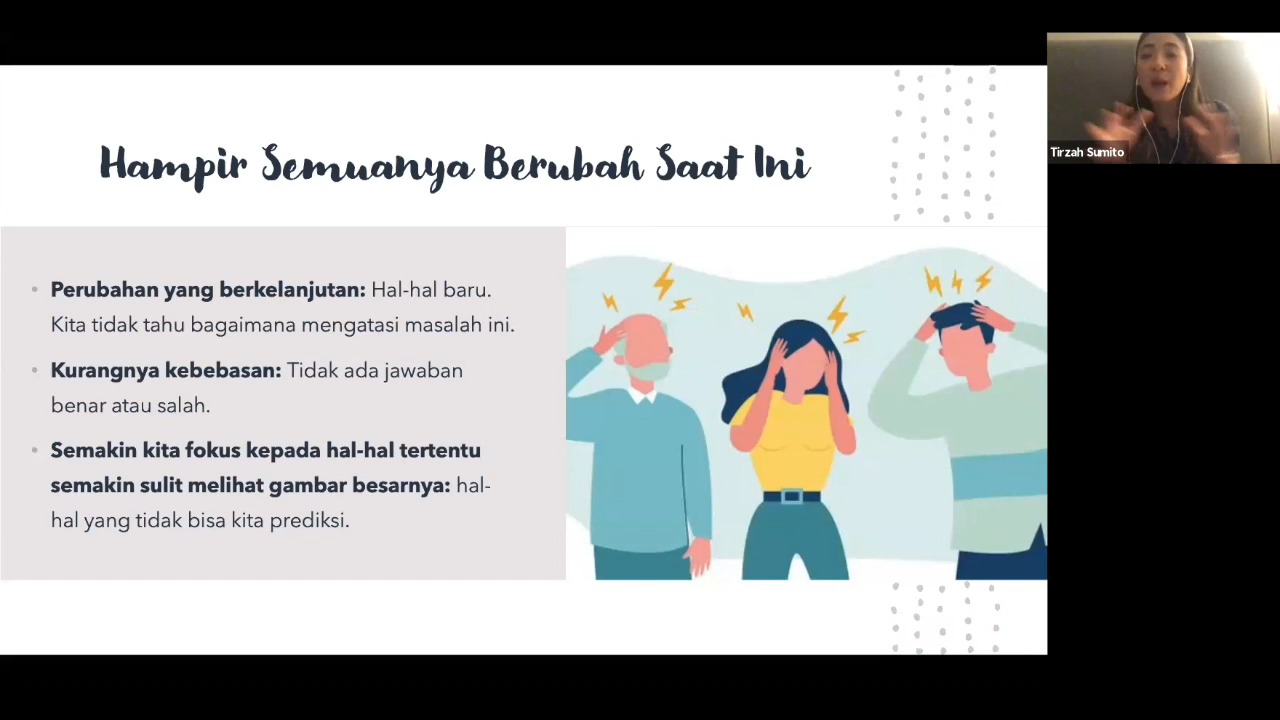 Hampir Semuanya Berubah Saat Ini
Tirzah Sumito
• Perubahan yang berkelanjutan: Hal-hal baru.
Kita tidak tahu bagaimana mengatasi masalah ini.
• Kurangnya kebebasan: Tidak ada jawaban
benar atau salah.
• Semakin kita fokus kepada hal-hal tertentu
semakin sulit melihat gambar besarnya: hal-
hal yang tidak bisa kita prediksi.